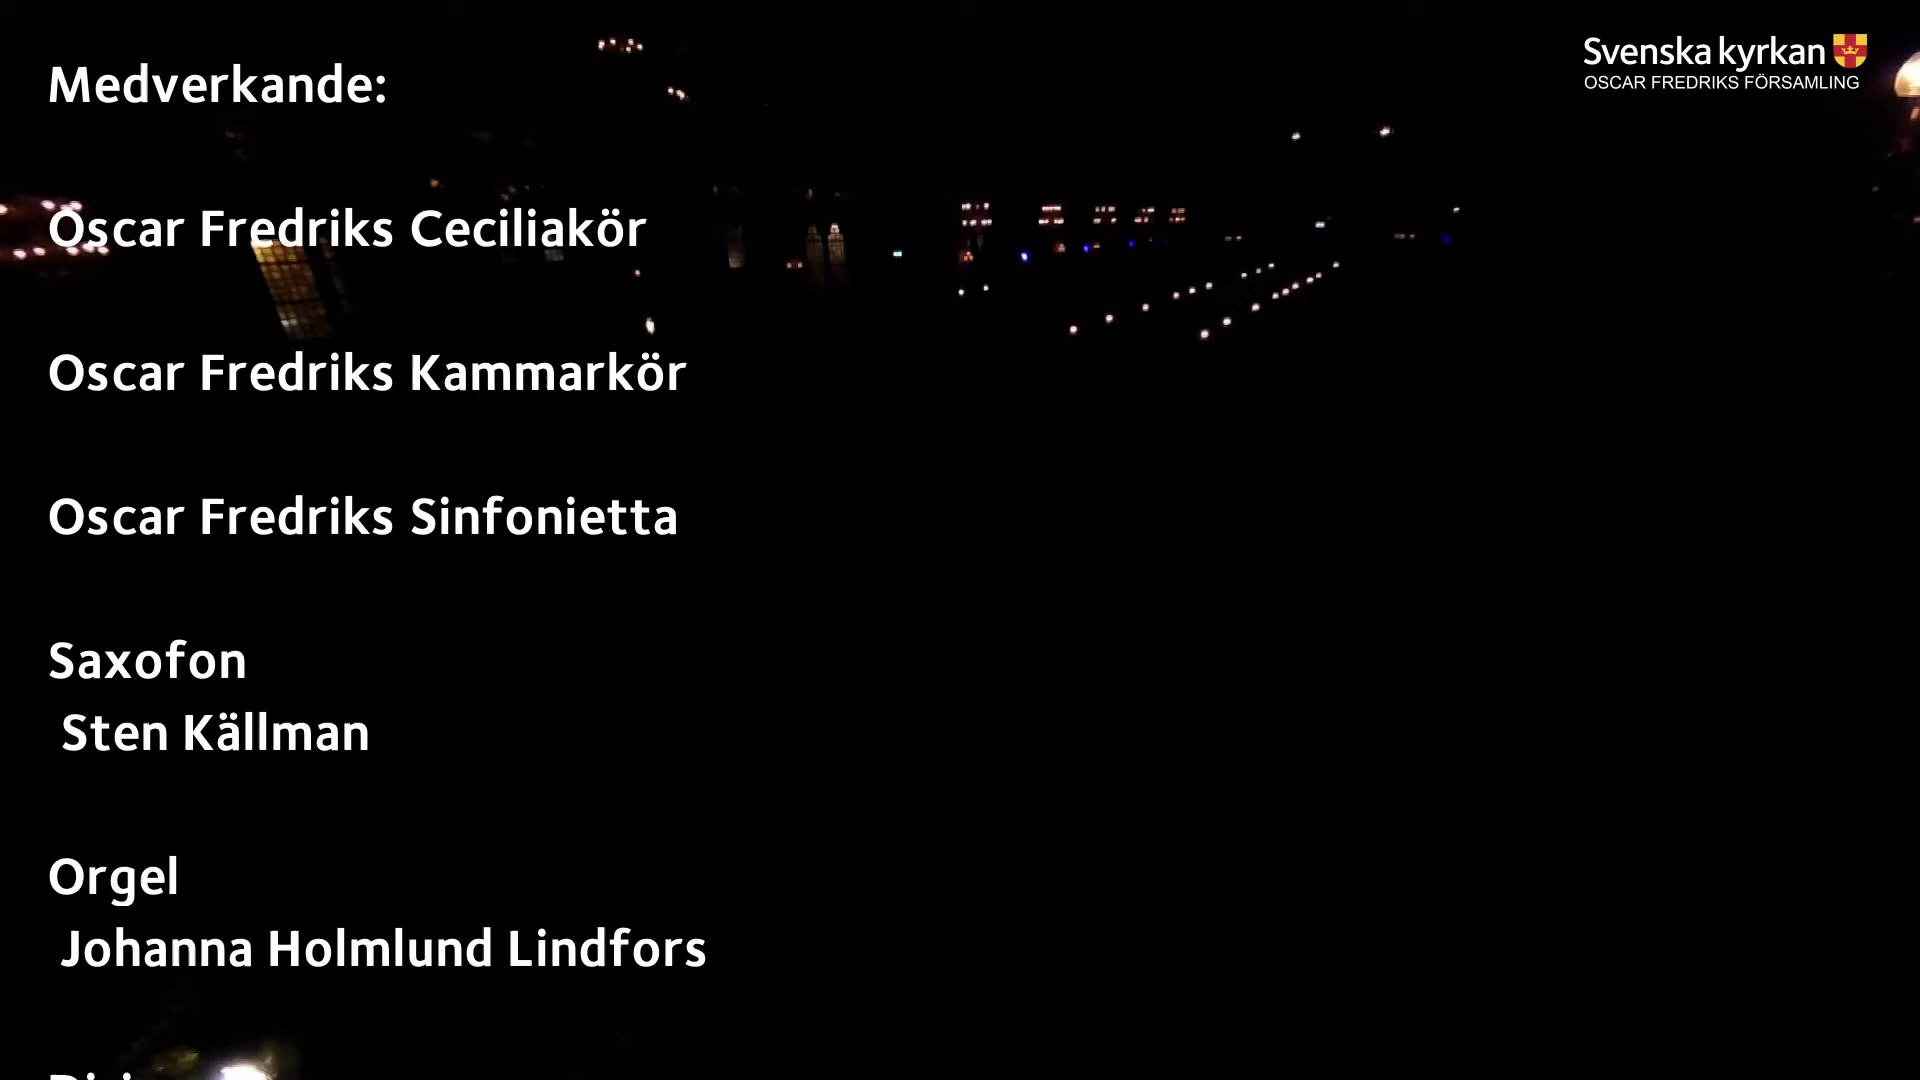 Medverkande:
Svenska kyrkan
OSCAR FREDRIKS FÖRSAMLING
Oscar Fredriks Ceciliakör
Oscar Fredriks Kammarkör
Oscar Fredriks Sinfonietta
Saxofon
Sten Källman
Orgel
Johanna Holmlund Lindfors